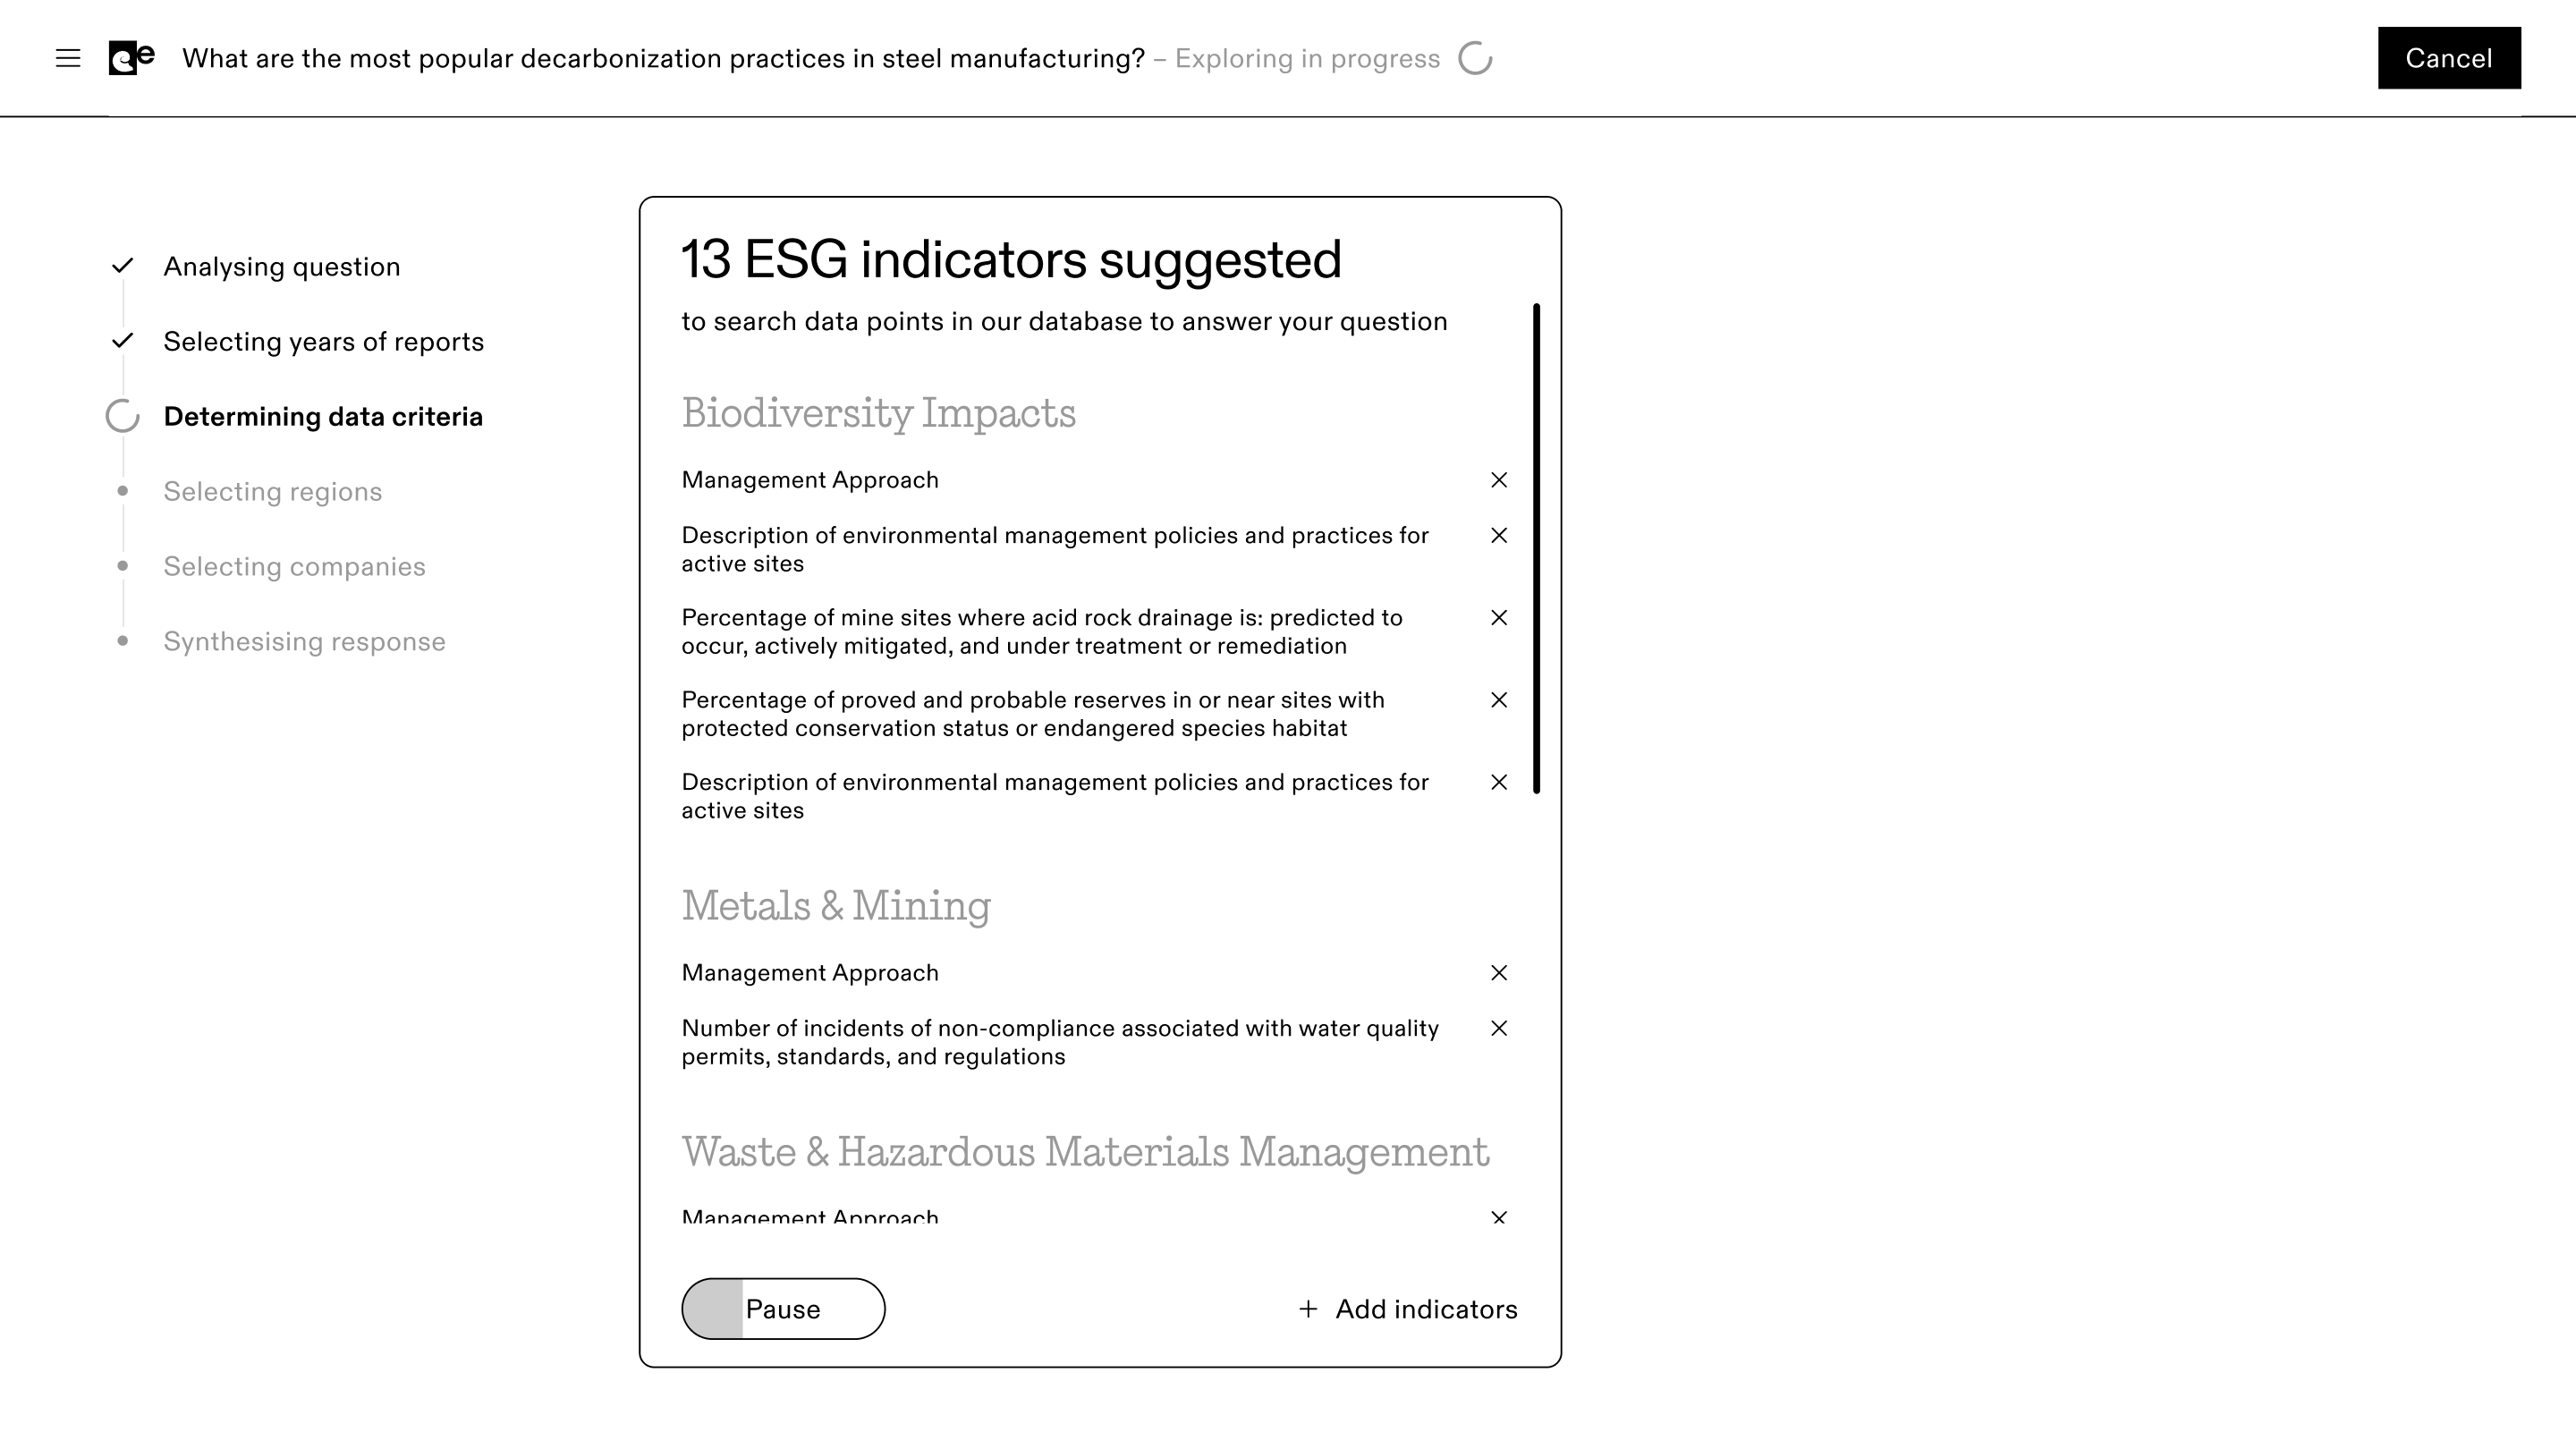 What are the most popular decarbonization practices in steel manufacturing? – Exploring in progress
Cancel
Analysing question
Selecting years of reports
Determining data criteria
Selecting regions
Selecting companies
Synthesising response
13 ESG indicators suggested
to search data points in our database to answer your question
Biodiversity Impacts
Management Approach
Description of environmental management policies and practices for
active sites
Percentage of mine sites where acid rock drainage is: predicted to
occur, actively mitigated, and under treatment or remediation
Percentage of proved and probable reserves in or near sites with
protected conservation status or endangered species habitat
Description of environmental management policies and practices for
active sites
Metals & Mining
Management Approach
Number of incidents of non-compliance associated with water quality
permits, standards, and regulations
Waste & Hazardous Materials Management
Management Approach
Pause
+ Add indicators